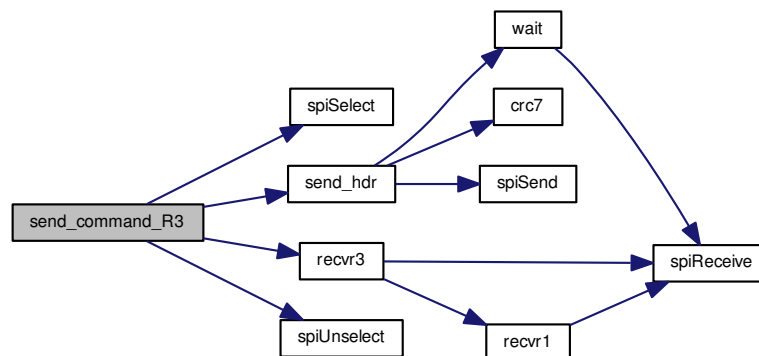 send_command_R3
spiSelect
send_hdr
recvr3
spiUnselect
wait
crc7
spiSend
recvr1
spiReceive